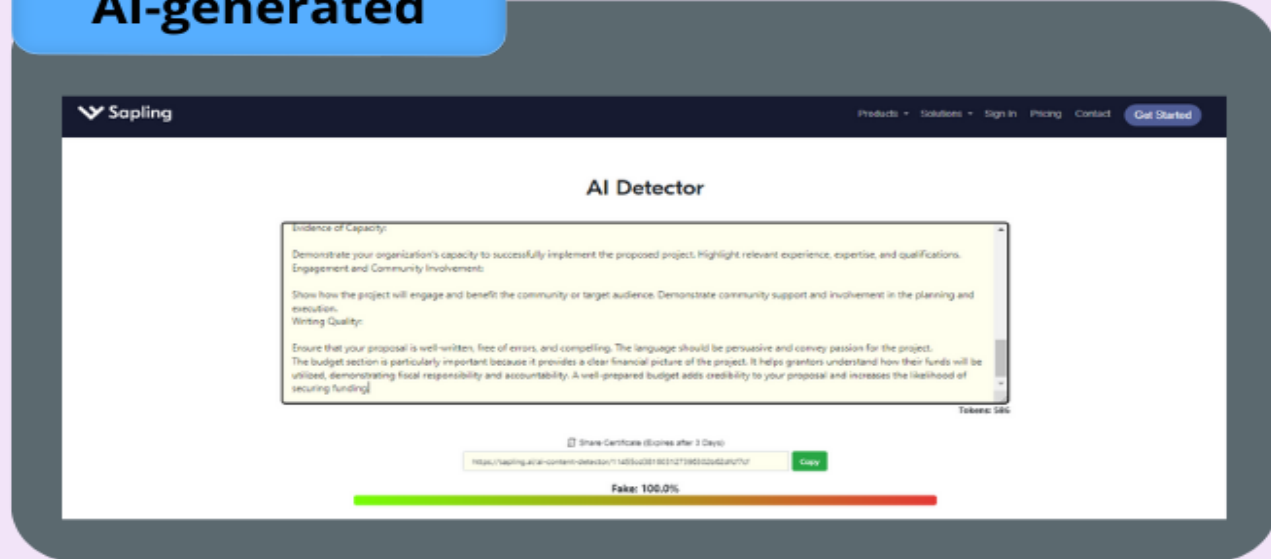 AI-generated
Sapling
Products Solutions Sign In Pricing Contact Get Started
AI Detector
Evidence of Capacity:
Demonstrate your organization's capacity to successfully implement the proposed project. Highlight relevant experience, expertise, and qualifications.
Engagement and Community Involvement:
Show how the project will engage and benefit the community or target audience. Demonstrate community support and involvement in the planning and
execution.
Writing Quality:
Ensure that your proposal is well-written, free of errors, and compelling. The language should be persuasive and convey passion for the project.
The budget section is particularly important because it provides a clear financial picture of the project. It helps grantors understand how their funds will be
utilized, demonstrating fiscal responsibility and accountability. A well-prepared budget adds credibility to your proposal and increases the likelihood of
securing funding.
Tokens: 586
Share Certificate (Expires after 3 Days)
Copy
Fake: 100.0%